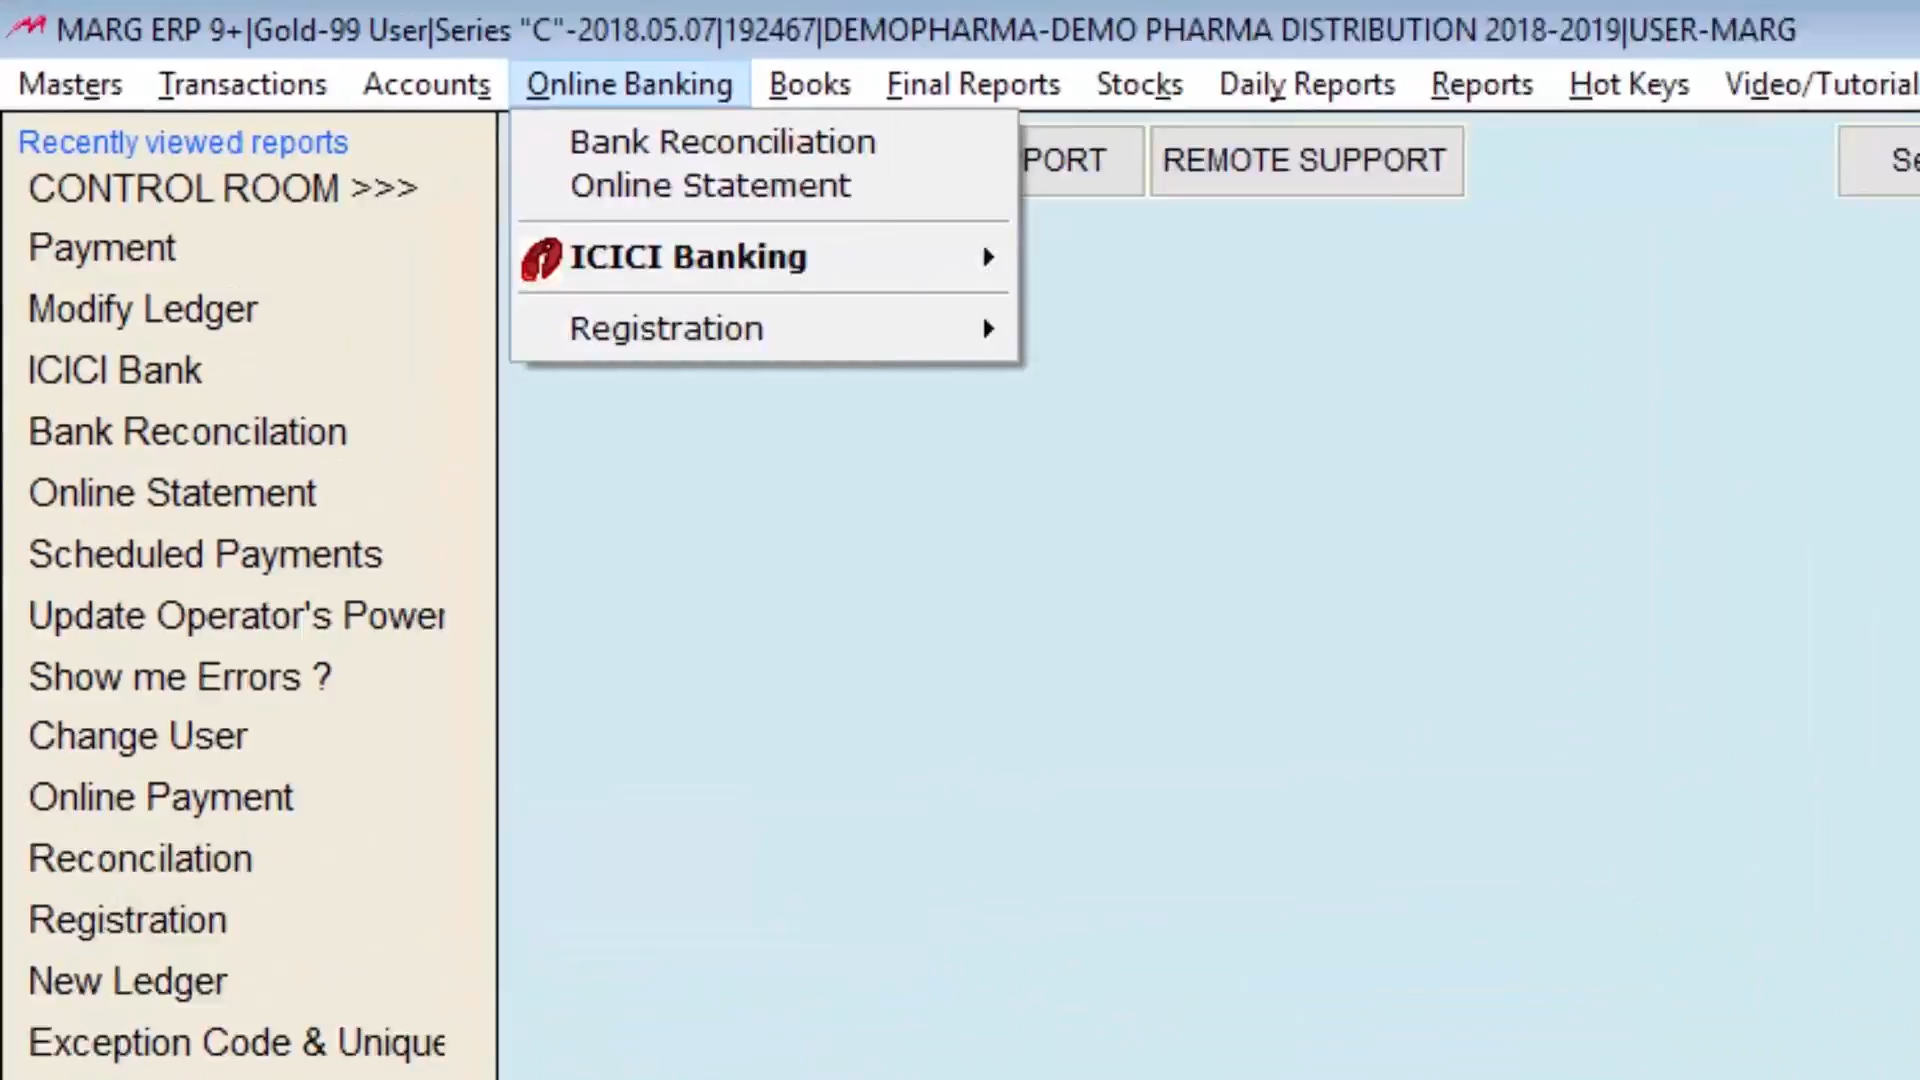 MARG ERP 9+|Gold-99 User|Series "C"-2018.05.07|192467|DEMOPHARMA-DEMO PHARMA DISTRIBUTION 2018-2019|USER-MARG
Masters Transactions Accounts Online Banking Books Final Reports Stocks Daily Reports Reports Hot Keys Video/Tutorial
Recently viewed reports
CONTROL ROOM >>>
Payment
Modify Ledger
ICICI Bank
Bank Reconcilation
Online Statement
Scheduled Payments
Update Operator's Power
Show me Errors ?
Change User
Online Payment
Reconcilation
Registration
New Ledger
Exception Code & Unique
Bank Reconciliation
Online Statement
ICICI Banking
Registration
PORT
REMOTE SUPPORT
Se